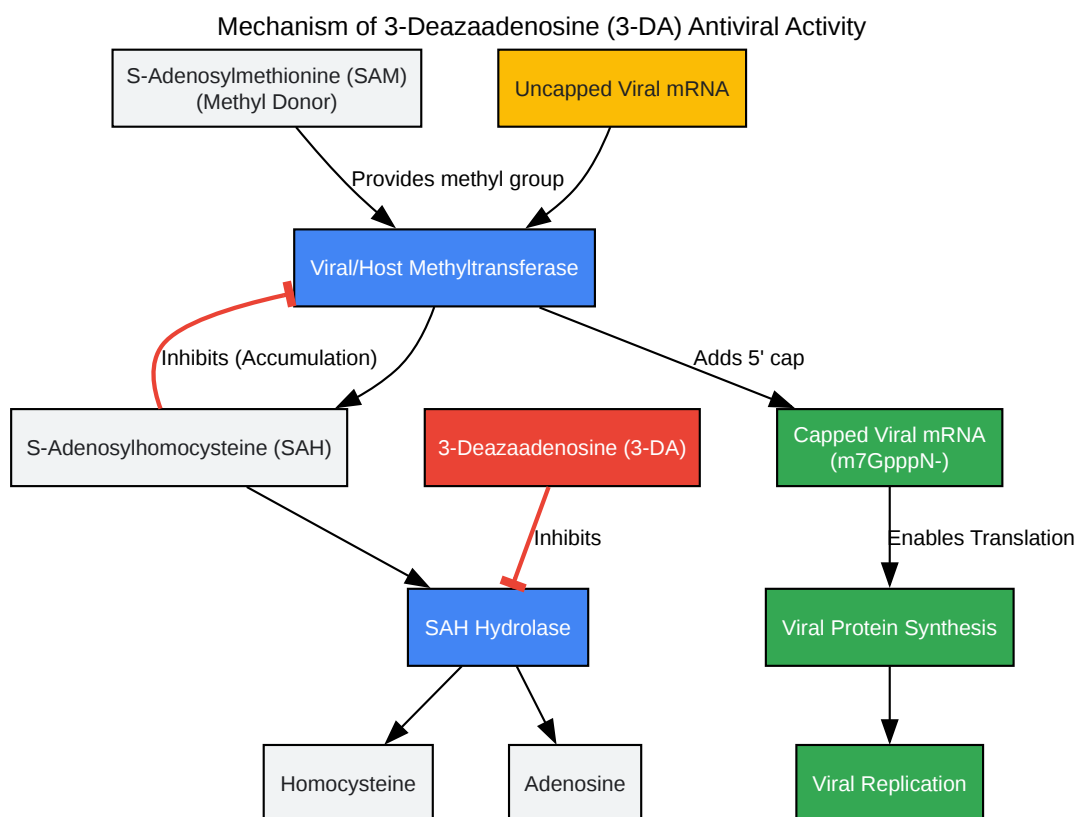 Mechanism of 3-Deazaadenosine (3-DA) Antiviral Activity
S-Adenosylmethionine (SAM)
(Methyl Donor)
Uncapped Viral mRNA
Provides methyl group
Viral/Host Methyltransferase
Inhibits (Accumulation)
Adds 5' cap
S-Adenosylhomocysteine (SAH)
3-Deazaadenosine (3-DA)
Capped Viral mRNA
(m7GpppN-)
Inhibits
Enables Translation
SAH Hydrolase
Viral Protein Synthesis
Homocysteine
Adenosine
Viral Replication